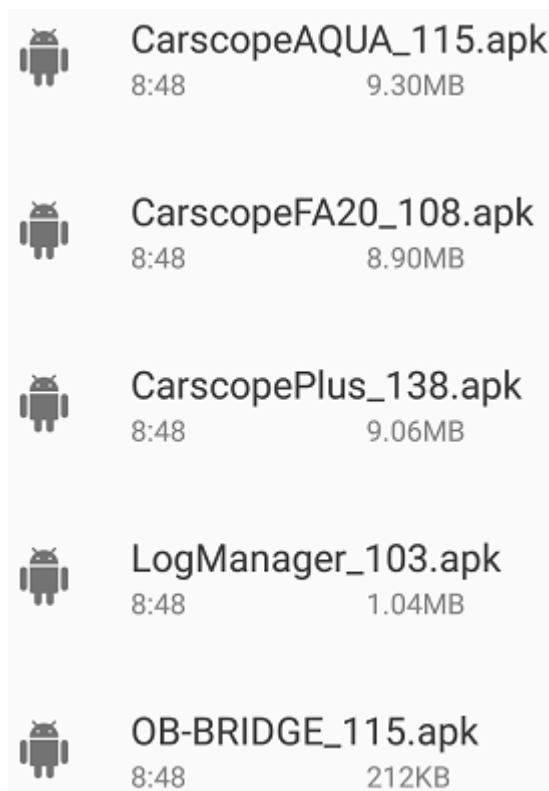 CarscopeAQUA_115.apk
8:48 9.30MB
CarscopeFA20_108.apk
8:48 8.90MB
CarscopePlus_138.apk
8:48 9.06MB
LogManager_103.apk
8:48 1.04MB
OB-BRIDGE_115.apk
8:48 212KB